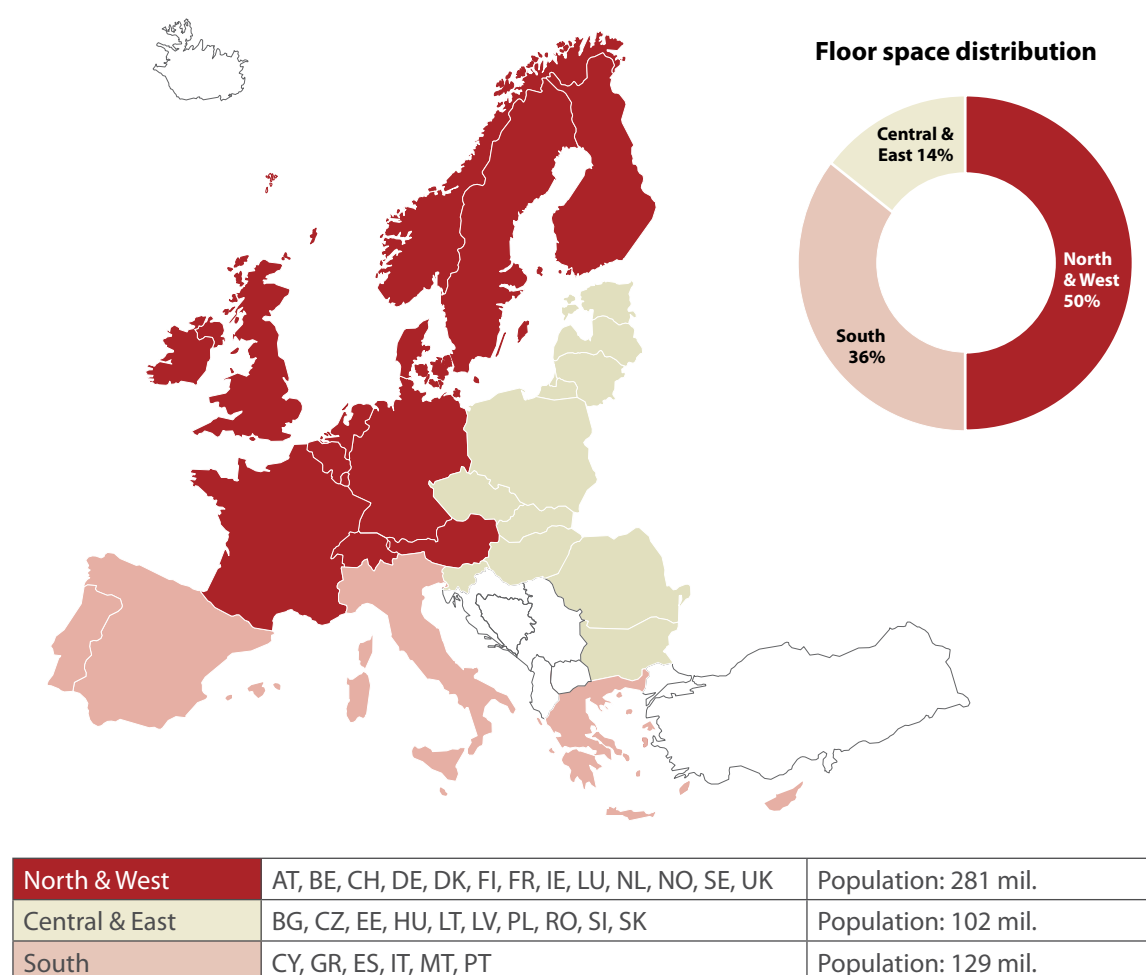 Floor space distribution
Central &
East 14%
North
& West
50%
South
36%
North & West AT, BE, CH, DE, DK, FI, FR, IE, LU, NL, NO, SE, UK Population: 281 mil.
Central & East BG, CZ, EE, HU, LT, LV, PL, RO, SI, SK Population: 102 mil.
South CY, GR, ES, IT, MT, PT Population: 129 mil.